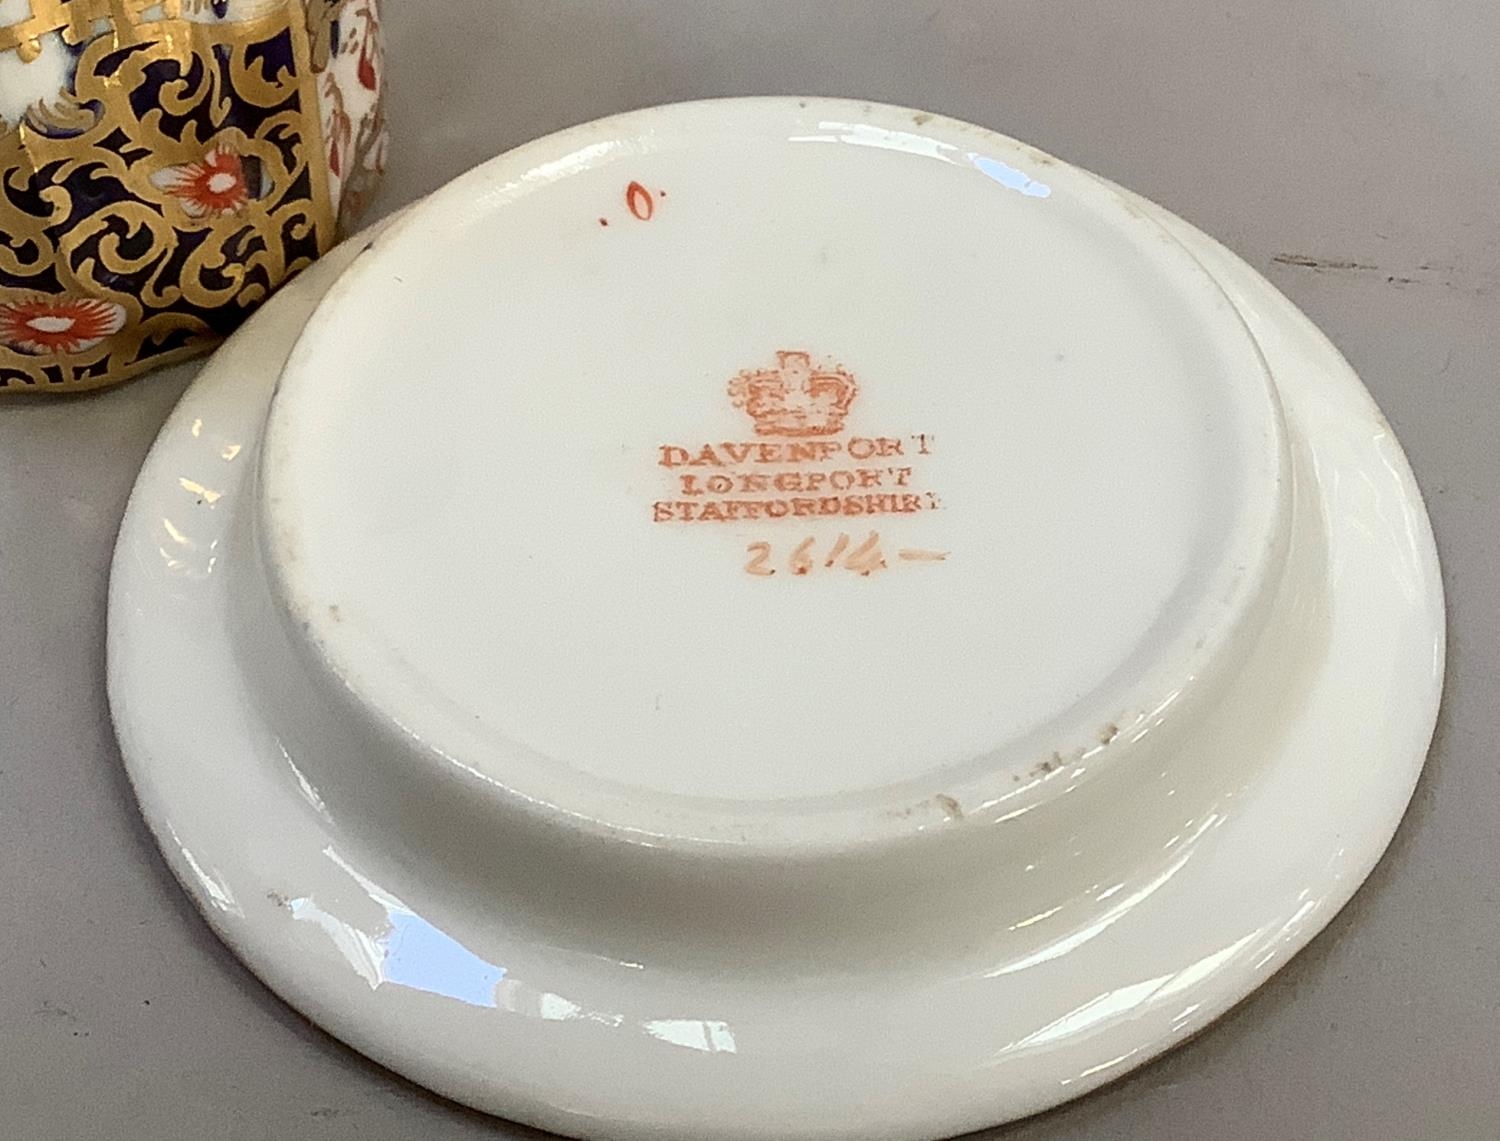 DAVENPORT
LONGPORT
STAFFORDSHIRE
2614—